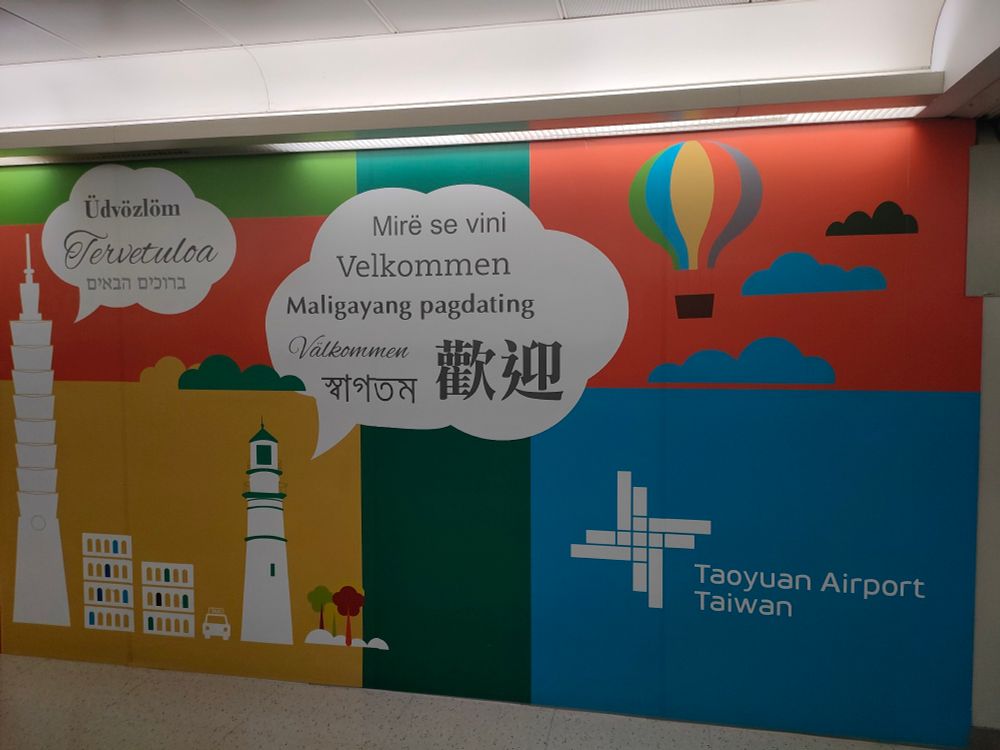 Üdvözlöm
Tervetuloa
ברוכים הבאים
Mirë se vini
Velkommen
Maligayang pagdating
Välkommen
স্বাগতম 歡迎
Taoyuan Airport
Taiwan